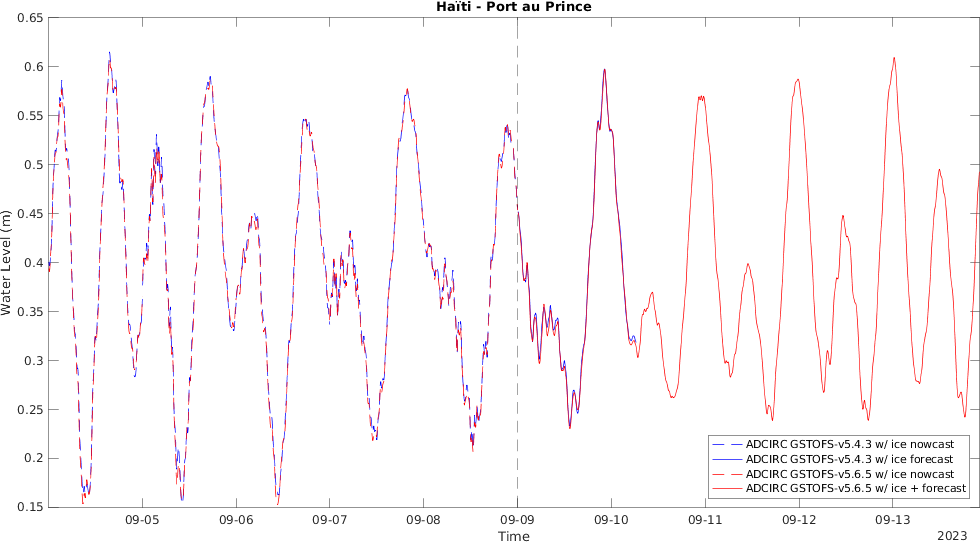 Haïti - Port au Prince
Water Level (m)
0.65
0.6
0.55
0.5
0.45
0.4
0.35
0.3
0.25
0.2
0.15
ADCIRC GSTOFS-v5.4.3 w/ ice nowcast
ADCIRC GSTOFS-v5.4.3 w/ ice forecast
ADCIRC GSTOFS-v5.6.5 w/ ice nowcast
ADCIRC GSTOFS-v5.6.5 w/ ice + forecast
09-05 09-06 09-07 09-08 09-09 09-10 09-11 09-12 09-13
Time
2023